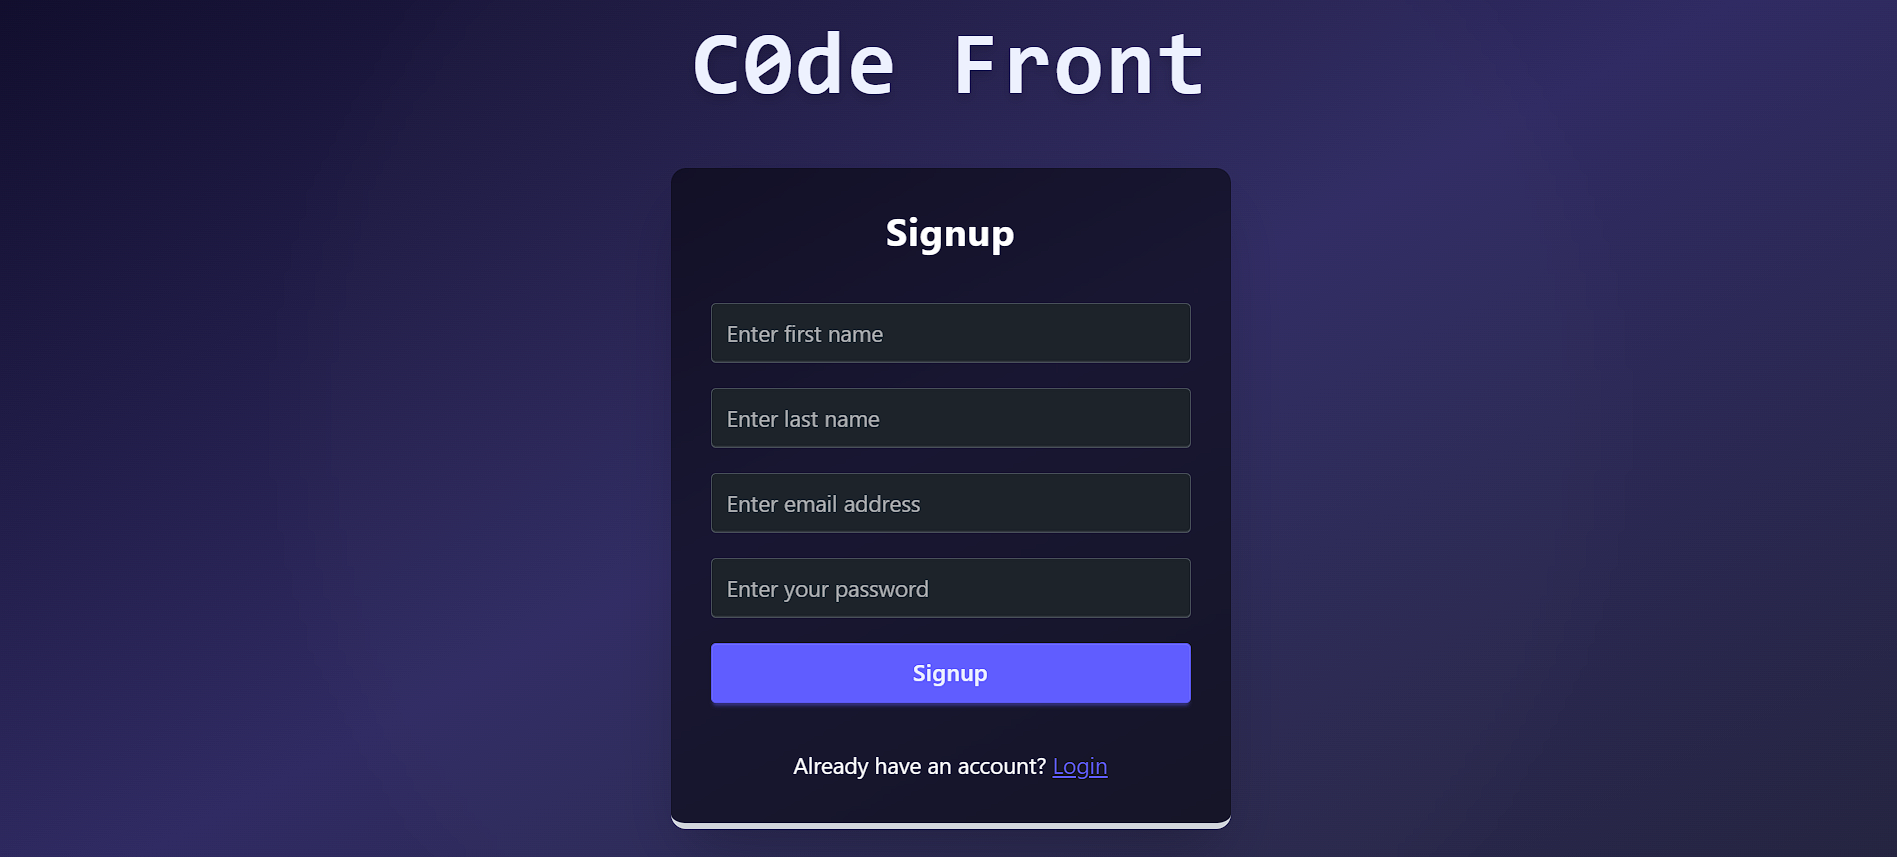 C0de Front
Signup
Enter first name
Enter last name
Enter email address
Enter your password
Signup
Already have an account? Login